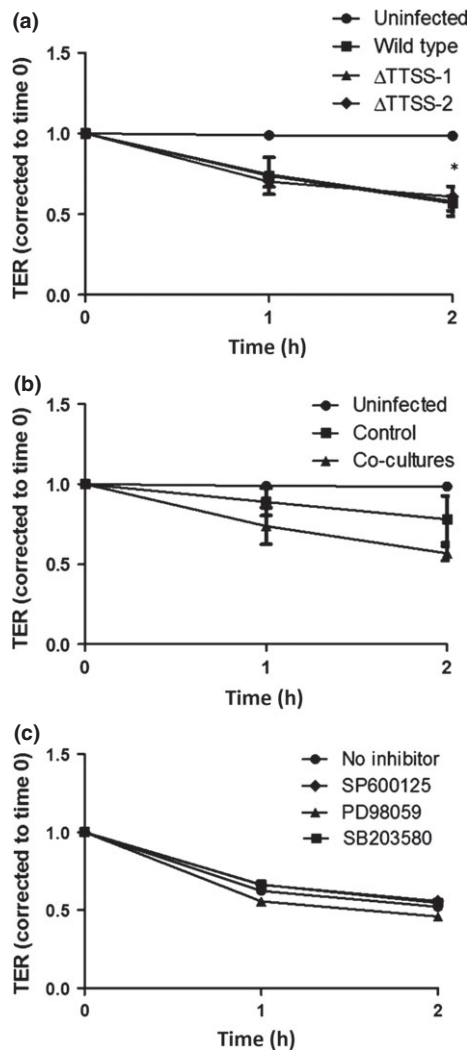 (a)
Uninfected
Wild type
ΔTTSS-1
ΔTTSS-2
TER (corrected to time 0)
1.5
1.0
0.5
0.0
*
0
1
2
Time (h)
(b)
Uninfected
Control
Co-cultures
TER (corrected to time 0)
1.5
1.0
0.5
0.0
0
1
2
Time (h)
(c)
No inhibitor
SP600125
PD98059
SB203580
TER (corrected to time 0)
1.5
1.0
0.5
0.0
0
1
2
Time (h)